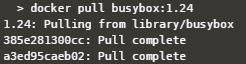 > docker pull busybox:1.24
1.24: Pulling from library/busybox
385e281300cc: Pull complete
a3ed95caeb02: Pull complete